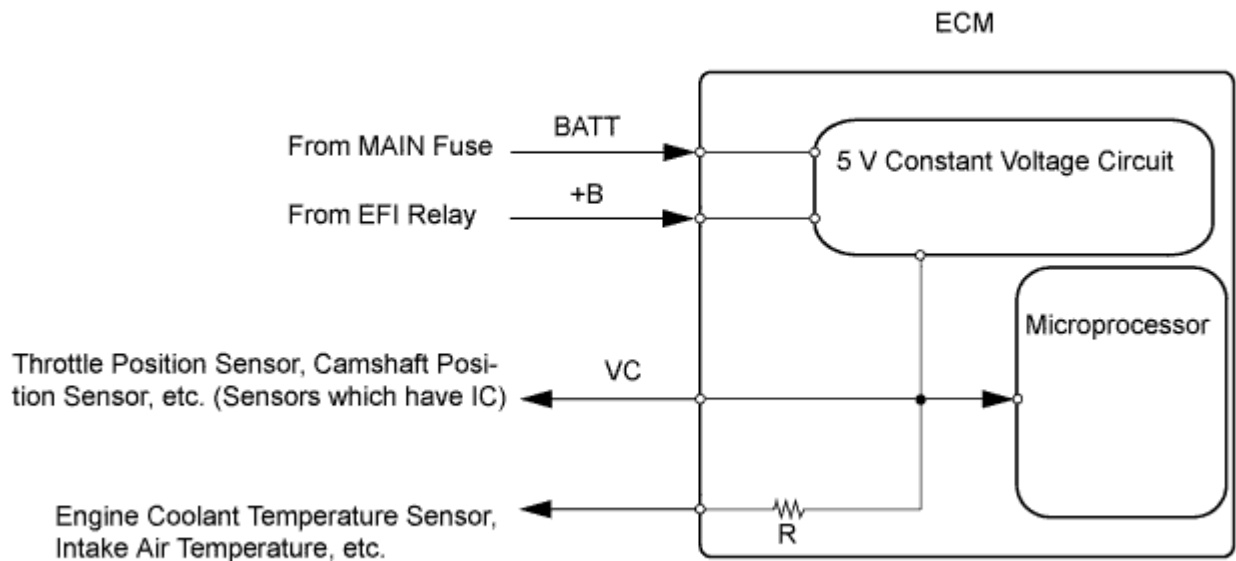 ECM
BATT
From MAIN Fuse
5 V Constant Voltage Circuit
+B
From EFI Relay
Microprocessor
Throttle Position Sensor, Camshaft Posi-
tion Sensor, etc. (Sensors which have IC)
VC
Engine Coolant Temperature Sensor,
Intake Air Temperature, etc.
R